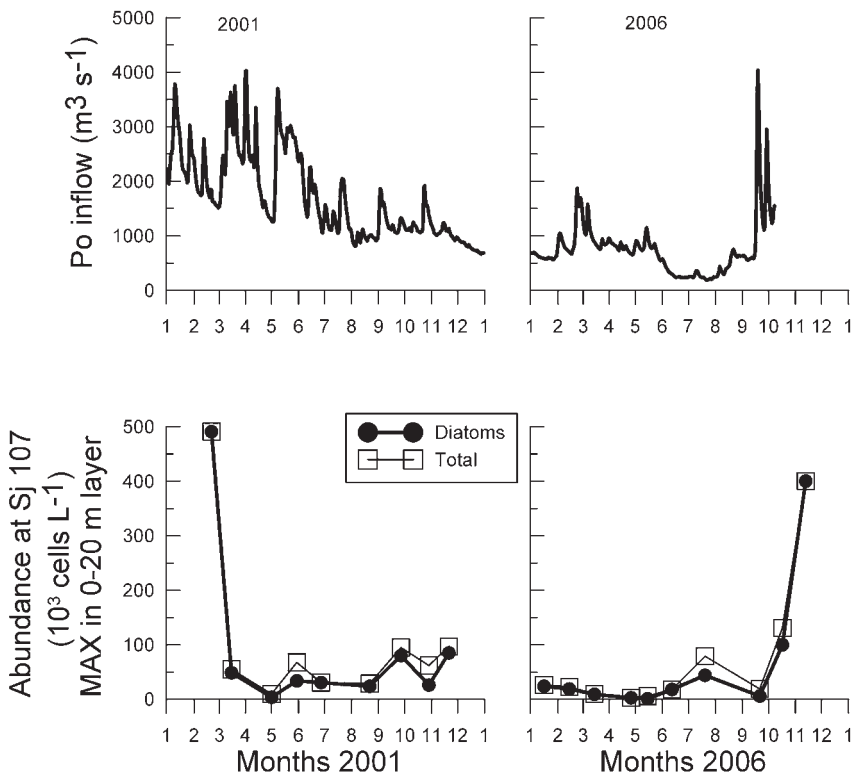 2001
2006
Po inflow (m³ s⁻¹)
5000
4000
3000
2000
1000
0
1 2 3 4 5 6 7 8 9 10 11 12 1
1 2 3 4 5 6 7 8 9 10 11 12 1
Abundance at Sj 107
(10³ cells L⁻¹)
MAX in 0-20 m layer
500
400
300
200
100
0
Diatoms
Total
1 2 3 4 5 6 7 8 9 10 11 12 1
1 2 3 4 5 6 7 8 9 10 11 12 1
Months 2001
Months 2006